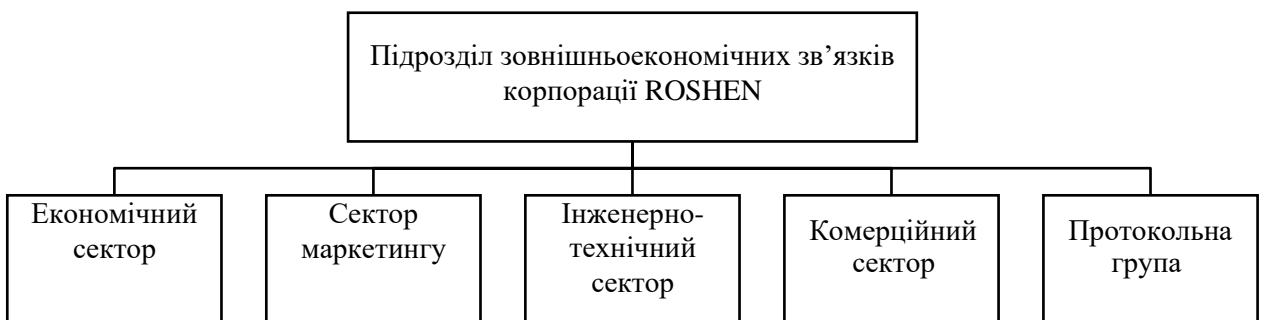 Підрозділ зовнішньоекономічних зв’язків
корпорації ROSHEN
Економічний
сектор
Сектор
маркетингу
Інженерно-
технічний
сектор
Комерційний
сектор
Протокольна
група